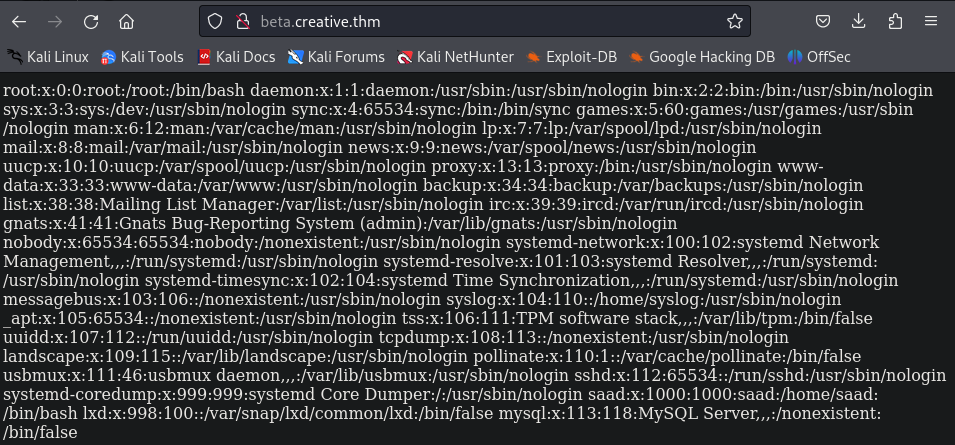 beta.creative.thm
Kali Linux Kali Tools Kali Docs Kali Forums Kali NetHunter Exploit-DB Google Hacking DB OffSec
root:x:0:0:root:/root:/bin/bash daemon:x:1:1:daemon:/usr/sbin:/usr/sbin/nologin bin:x:2:2:bin:/bin:/usr/sbin/nologin
sys:x:3:3:sys:/dev:/usr/sbin/nologin sync:x:4:65534:sync:/bin:/bin/sync games:x:5:60:games:/usr/games:/usr/sbin
/nologin man:x:6:12:man:/var/cache/man:/usr/sbin/nologin lp:x:7:7:lp:/var/spool/lpd:/usr/sbin/nologin
mail:x:8:8:mail:/var/mail:/usr/sbin/nologin news:x:9:9:news:/var/spool/news:/usr/sbin/nologin
uucp:x:10:10:uucp:/var/spool/uucp:/usr/sbin/nologin proxy:x:13:13:proxy:/bin:/usr/sbin/nologin www-
data:x:33:33:www-data:/var/www:/usr/sbin/nologin backup:x:34:34:backup:/var/backups:/usr/sbin/nologin
list:x:38:38:Mailing List Manager:/var/list:/usr/sbin/nologin irc:x:39:39:ircd:/var/run/ircd:/usr/sbin/nologin
gnats:x:41:41:Gnats Bug-Reporting System (admin):/var/lib/gnats:/usr/sbin/nologin
nobody:x:65534:65534:nobody:/nonexistent:/usr/sbin/nologin systemd-network:x:100:102:systemd Network
Management,,,:/run/systemd:/usr/sbin/nologin systemd-resolve:x:101:103:systemd Resolver,,,:/run/systemd:
/usr/sbin/nologin systemd-timesync:x:102:104:systemd Time Synchronization,,,:/run/systemd:/usr/sbin/nologin
messagebus:x:103:106::/nonexistent:/usr/sbin/nologin syslog:x:104:110::/home/syslog:/usr/sbin/nologin
_apt:x:105:65534::/nonexistent:/usr/sbin/nologin tss:x:106:111:TPM software stack,,,:/var/lib/tpm:/bin/false
uuidd:x:107:112::/run/uuidd:/usr/sbin/nologin tcpdump:x:108:113::/nonexistent:/usr/sbin/nologin
landscape:x:109:115::/var/lib/landscape:/usr/sbin/nologin pollinate:x:110:1::/var/cache/pollinate:/bin/false
usbmux:x:111:46:usbmux daemon,,,:/var/lib/usbmux:/usr/sbin/nologin sshd:x:112:65534::/run/sshd:/usr/sbin/nologin
systemd-coredump:x:999:999:systemd Core Dumper:/:/usr/sbin/nologin saad:x:1000:1000:saad:/home/saad:
/bin/bash lxd:x:998:100::/var/snap/lxd/common/lxd:/bin/false mysql:x:113:118:MySQL Server,,,:/nonexistent:
/bin/false